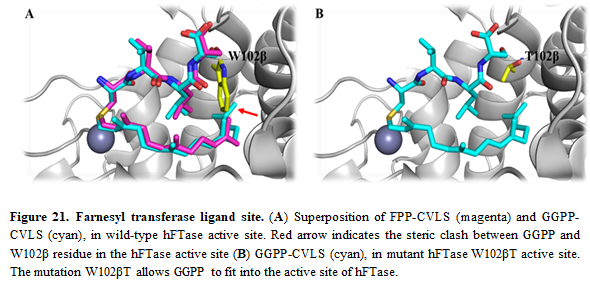 A
B
W102β
T102β
Figure 21. Farnesyl transferase ligand site. (A) Superposition of FPP-CVLS (magenta) and GGPP-
CVLS (cyan), in wild-type hFTase active site. Red arrow indicates the steric clash between GGPP and
W102β residue in the hFTase active site (B) GGPP-CVLS (cyan), in mutant hFTase W102βT active site.
The mutation W102βT allows GGPP to fit into the active site of hFTase.